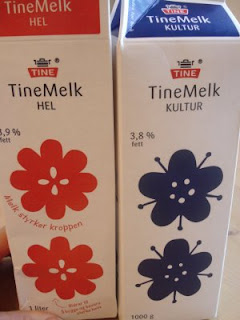 TineMelk
HEL
TINE
TineMelk
HEL
3,9%
fett
Melk styrker kroppen
1 liter
TineMelk
KULTUR
TINE
TineMelk
KULTUR
3,8%
fett
1000 g